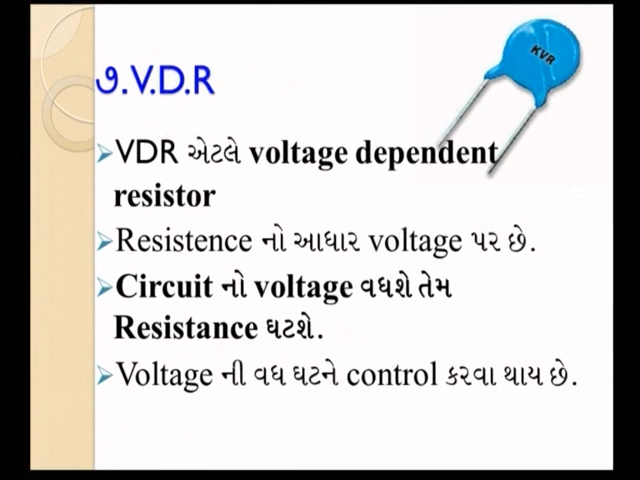 KVR
૭.V.D.R
VDR એટલે voltage dependent
resistor
Resistence નો આધાર voltage પર છે.
Circuit નો voltage વધશે તેમ
Resistance ઘટશે.
Voltage ની વધ ઘટને control કરવા થાય છે.